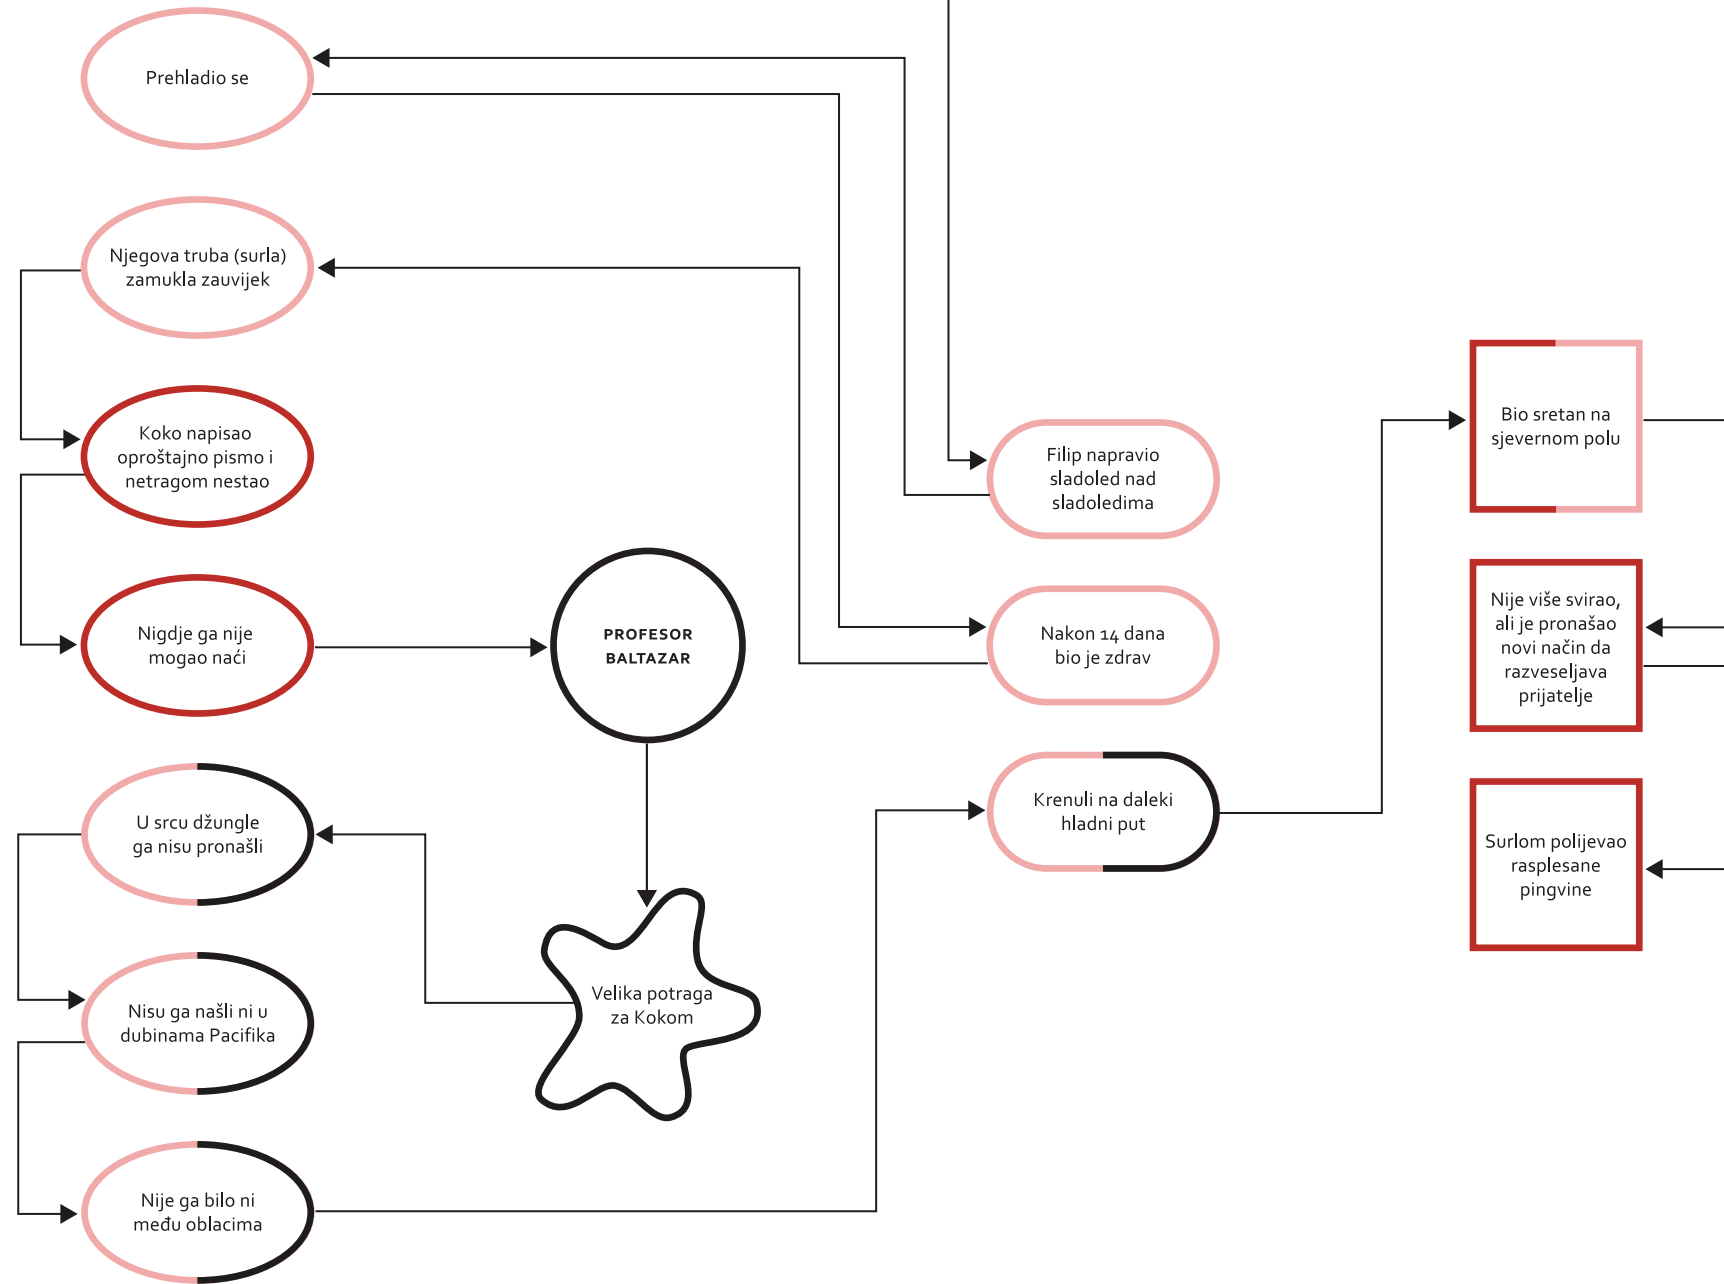 Prehladio se
Njegova truba (surla)
zamukla zauvijek
Koko napisao
oproštajno pismo i
netragom nestao
Nigdje ga nije
mogao naći
U srcu džungle
ga nisu pronašli
Nisu ga našli ni u
dubinama Pacifika
Nije ga bilo ni
među oblacima
PROFESOR
BALTAZAR
Velika potraga
za Kokom
Filip napravio
sladoled nad
sladoledima
Nakon 14 dana
bio je zdrav
Krenuli na daleki
hladni put
Bio sretan na
sjevernom polu
Nije više svirao,
ali je pronašao
novi način da
razveseljava
prijatelje
Surlom polijevao
rasplesane
pingvine